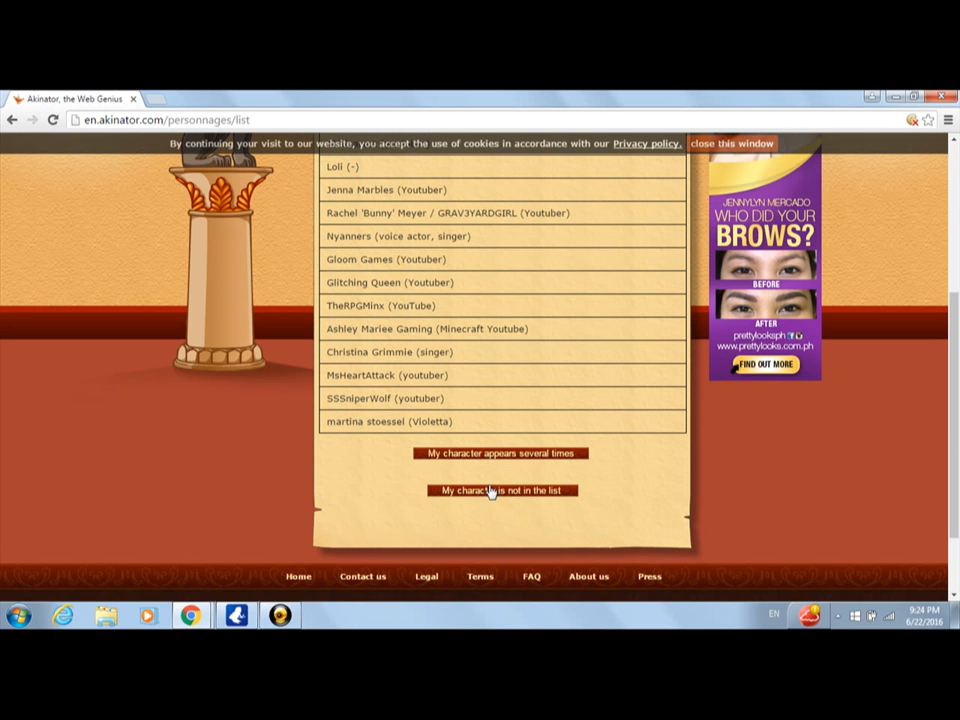 Akinator, the Web Genius
en.akinator.com/personnages/list
By continuing your visit to our website, you accept the use of cookies in accordance with our Privacy policy. close this window
Loli (-)
Jenna Marbles (Youtuber)
Rachel 'Bunny' Meyer / GRAV3YARDGIRL (Youtuber)
Nyanners (voice actor, singer)
Gloom Games (Youtuber)
Glitching Queen (Youtuber)
TheRPGMinx (YouTube)
Ashley Mariee Gaming (Minecraft Youtube)
Christina Grimmie (singer)
MsHeartAttack (youtuber)
SSSniperWolf (youtuber)
martina stoessel (Violetta)
My character appears several times
My character is not in the list
JENNYLYN MERCADO
WHO DID YOUR
BROWS?
BEFORE
AFTER
prettylooksph
www.prettylooks.com.ph
FIND OUT MORE
Home Contact us Legal Terms FAQ About us Press
EN
9:24 PM
6/22/2016